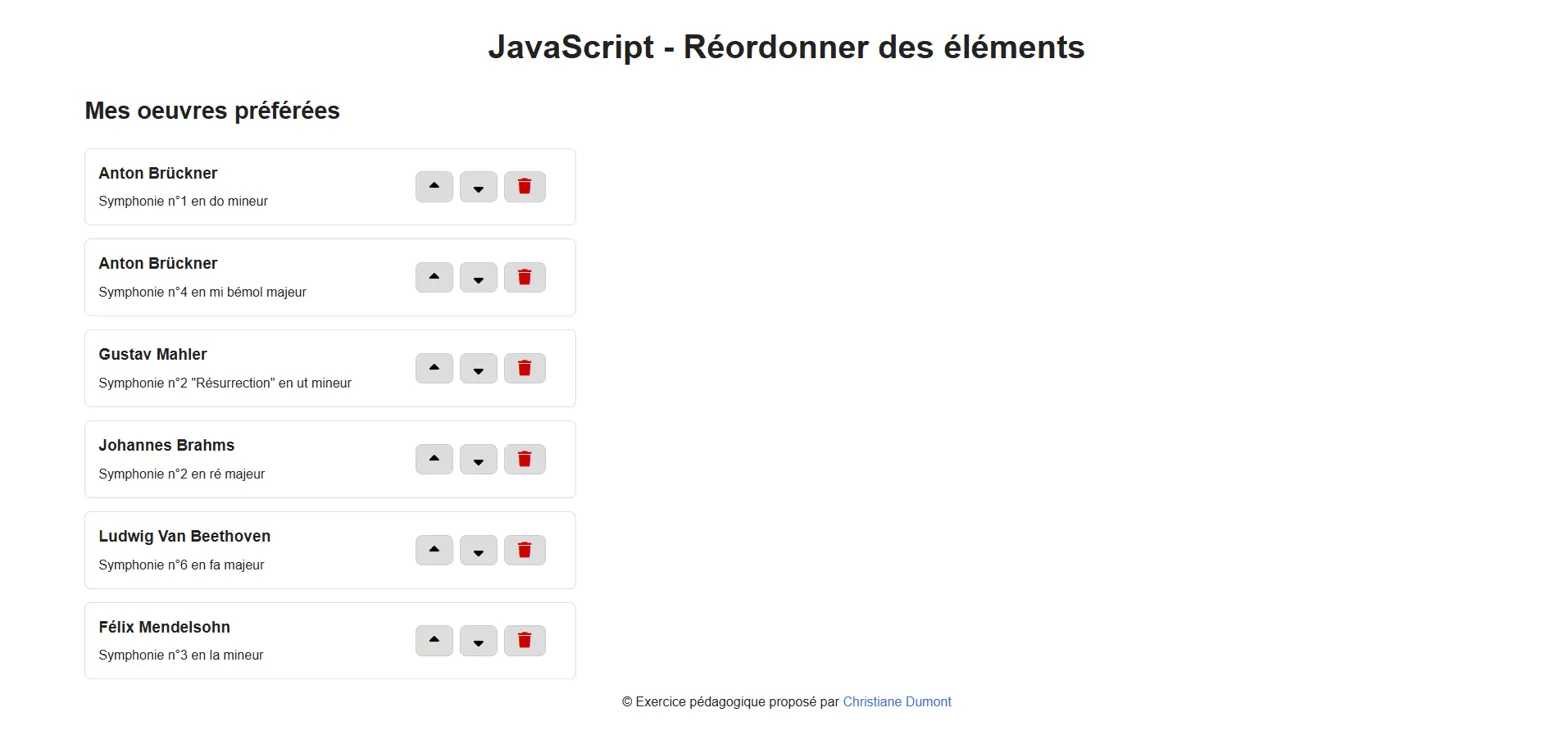 JavaScript - Réordonner des éléments
Mes oeuvres préférées
Anton Brückner
Symphonie n°1 en do mineur
Anton Brückner
Symphonie n°4 en mi bémol majeur
Gustav Mahler
Symphonie n°2 "Résurrection" en ut mineur
Johannes Brahms
Symphonie n°2 en ré majeur
Ludwig Van Beethoven
Symphonie n°6 en fa majeur
Félix Mendelsohn
Symphonie n°3 en la mineur
© Exercice pédagogique proposé par Christiane Dumont